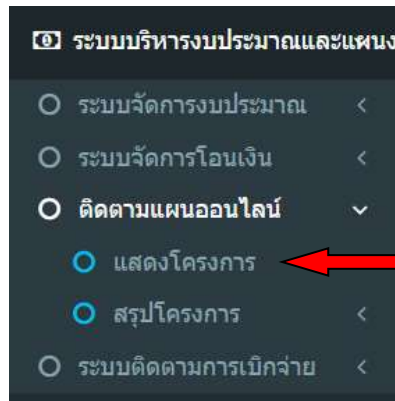 ระบบบริหารงบประมาณและแผนง
ระบบจัดการงบประมาณ
ระบบจัดการโอนเงิน
ติดตามแผนออนไลน์
แสดงโครงการ
สรุปโครงการ
ระบบติดตามการเบิกจ่าย